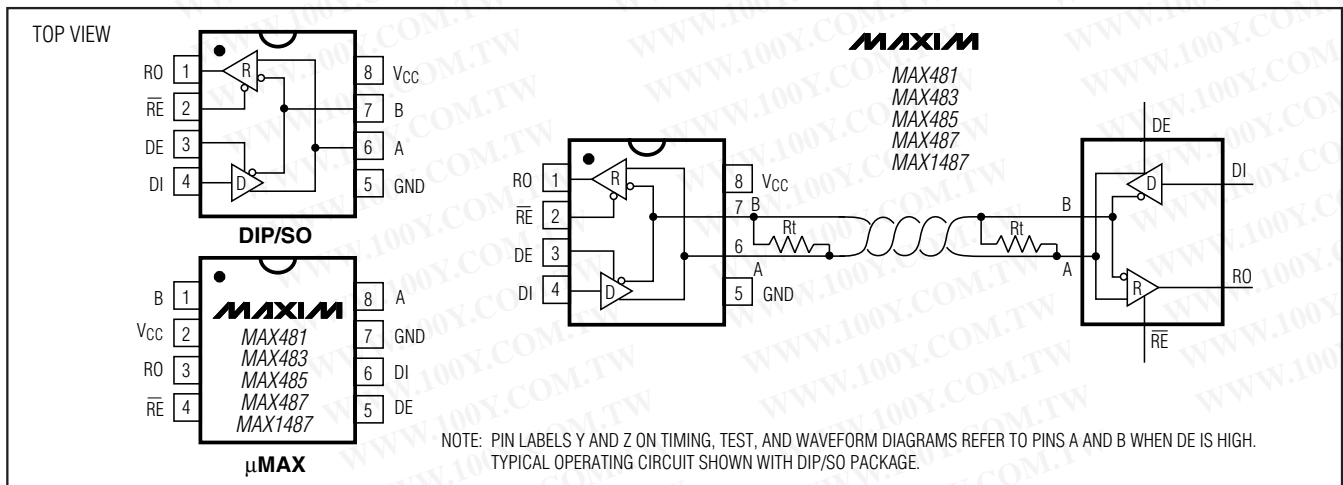 TOP VIEW
RO 1
RE 2
DE 3
DI 4
8 VCC
7 B
6 A
5 GND
R
D
DIP/SO
B 1
VCC 2
RO 3
RE 4
8 A
7 GND
6 DI
5 DE
MAXIM
MAX481
MAX483
MAX485
MAX487
MAX1487
µMAX
MAXIM
MAX481
MAX483
MAX485
MAX487
MAX1487
RO 1
RE 2
DE 3
DI 4
R
D
8 VCC
7 B
6
A
5 GND
Rt
Rt
B
A
DE
D
DI
R
RO
RE
NOTE: PIN LABELS Y AND Z ON TIMING, TEST, AND WAVEFORM DIAGRAMS REFER TO PINS A AND B WHEN DE IS HIGH.
TYPICAL OPERATING CIRCUIT SHOWN WITH DIP/SO PACKAGE.
WWW.100Y.COM.TW